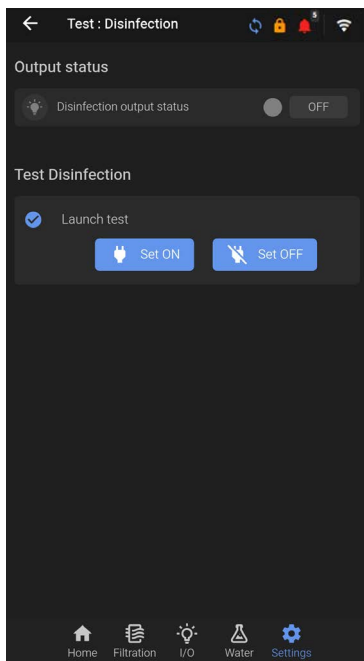 Test : Disinfection
5
Output status
Disinfection output status
OFF
Test Disinfection
Launch test
Set ON
Set OFF
Home Filtration I/O Water Settings